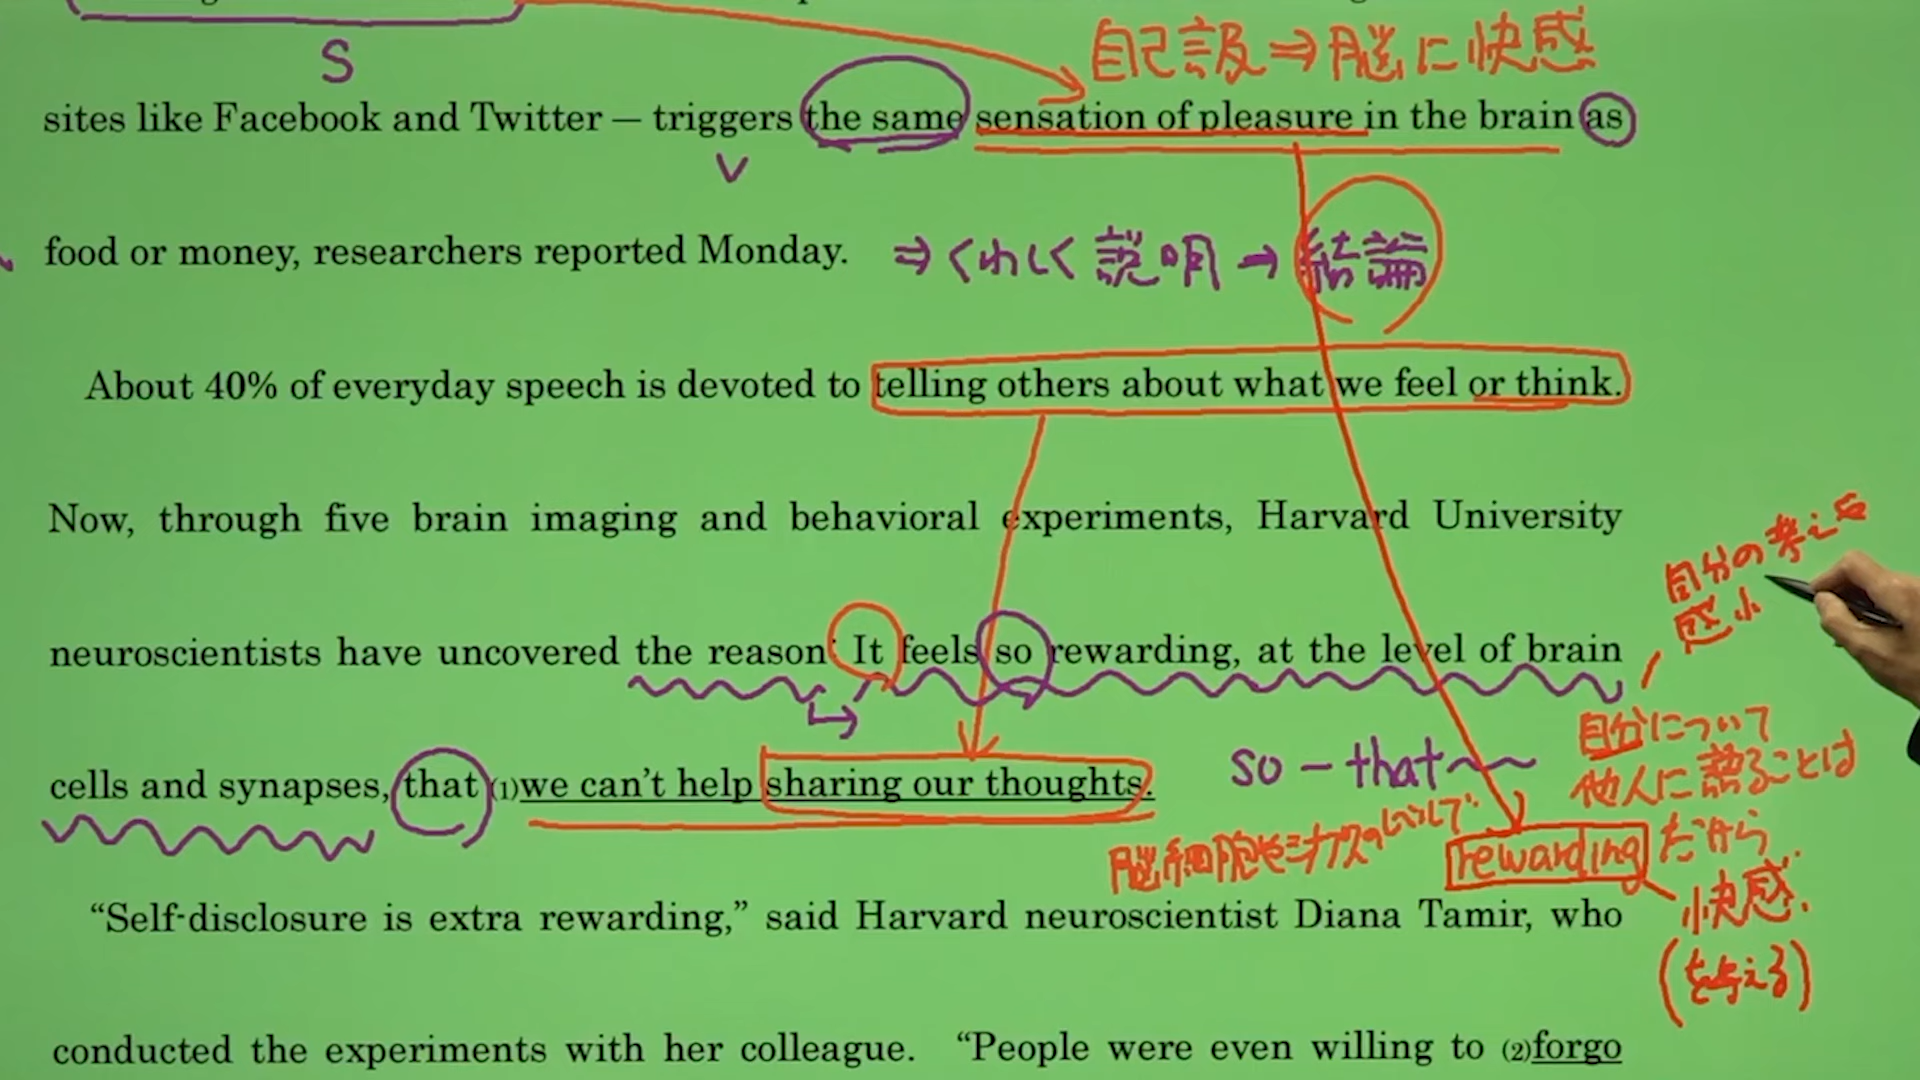 S
自己言及⇒脳に快感
sites like Facebook and Twitter — triggers the same sensation of pleasure in the brain as
V
food or money, researchers reported Monday. ⇒くわしく説明→結論
About 40% of everyday speech is devoted to telling others about what we feel or think.
Now, through five brain imaging and behavioral experiments, Harvard University
自分の考えや
感じ
neuroscientists have uncovered the reason: It feels so rewarding, at the level of brain
自分について
他人に語ることは
so — that ~
cells and synapses, that (1)we can't help sharing our thoughts.
脳細胞やシナプスのレベルで
rewarding だから
快感
(を与える)
“Self-disclosure is extra rewarding,” said Harvard neuroscientist Diana Tamir, who
conducted the experiments with her colleague. “People were even willing to (2)forgo